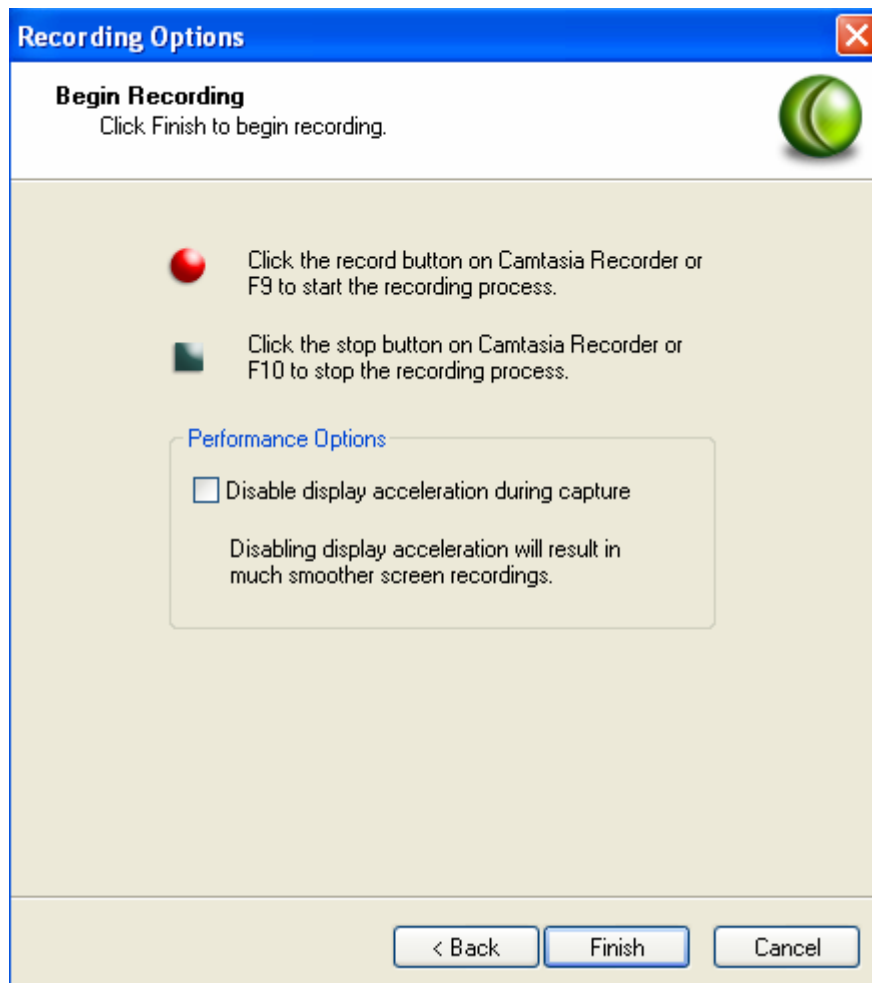 Recording Options
Begin Recording
Click Finish to begin recording.
Click the record button on Camtasia Recorder or
F9 to start the recording process.
Click the stop button on Camtasia Recorder or
F10 to stop the recording process.
Performance Options
Disable display acceleration during capture
Disabling display acceleration will result in
much smoother screen recordings.
< Back
Finish
Cancel